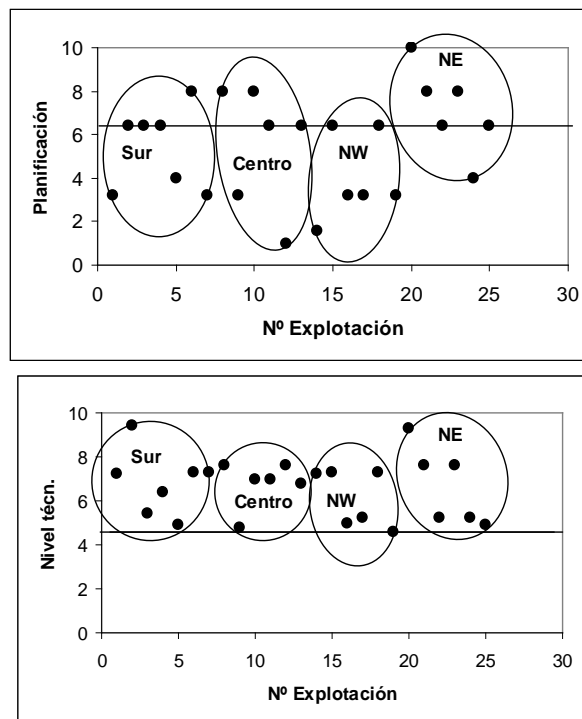 10
NE
8
6
Sur
Centro
NW
4
2
0
0 5 10 15 20 25 30
Planificación
Nº Explotación
10
8
Sur
NE
6
Centro
NW
4
2
0
0 5 10 15 20 25 30
Nivel técn.
Nº Explotación